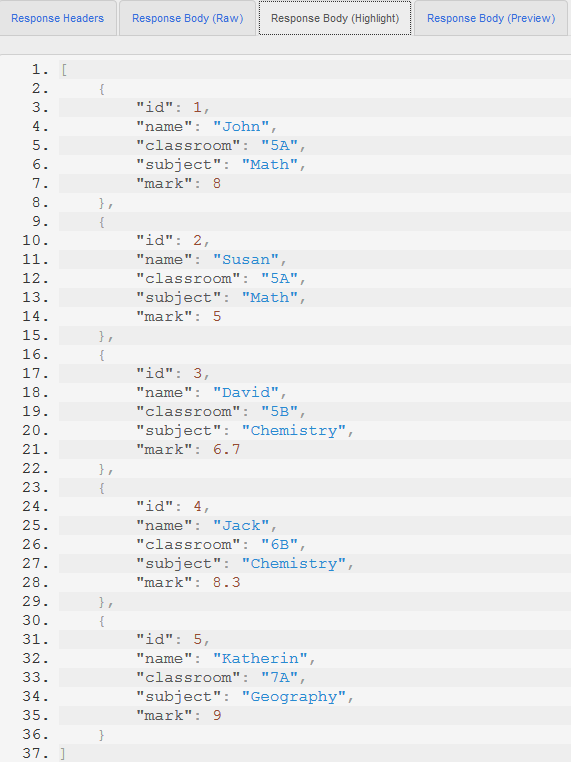 Response Headers Response Body (Raw) Response Body (Highlight) Response Body (Preview)
1. [
2. {
3. "id": 1,
4. "name": "John",
5. "classroom": "5A",
6. "subject": "Math",
7. "mark": 8
8. },
9. {
10. "id": 2,
11. "name": "Susan",
12. "classroom": "5A",
13. "subject": "Math",
14. "mark": 5
15. },
16. {
17. "id": 3,
18. "name": "David",
19. "classroom": "5B",
20. "subject": "Chemistry",
21. "mark": 6.7
22. },
23. {
24. "id": 4,
25. "name": "Jack",
26. "classroom": "6B",
27. "subject": "Chemistry",
28. "mark": 8.3
29. },
30. {
31. "id": 5,
32. "name": "Katherin",
33. "classroom": "7A",
34. "subject": "Geography",
35. "mark": 9
36. }
37. ]